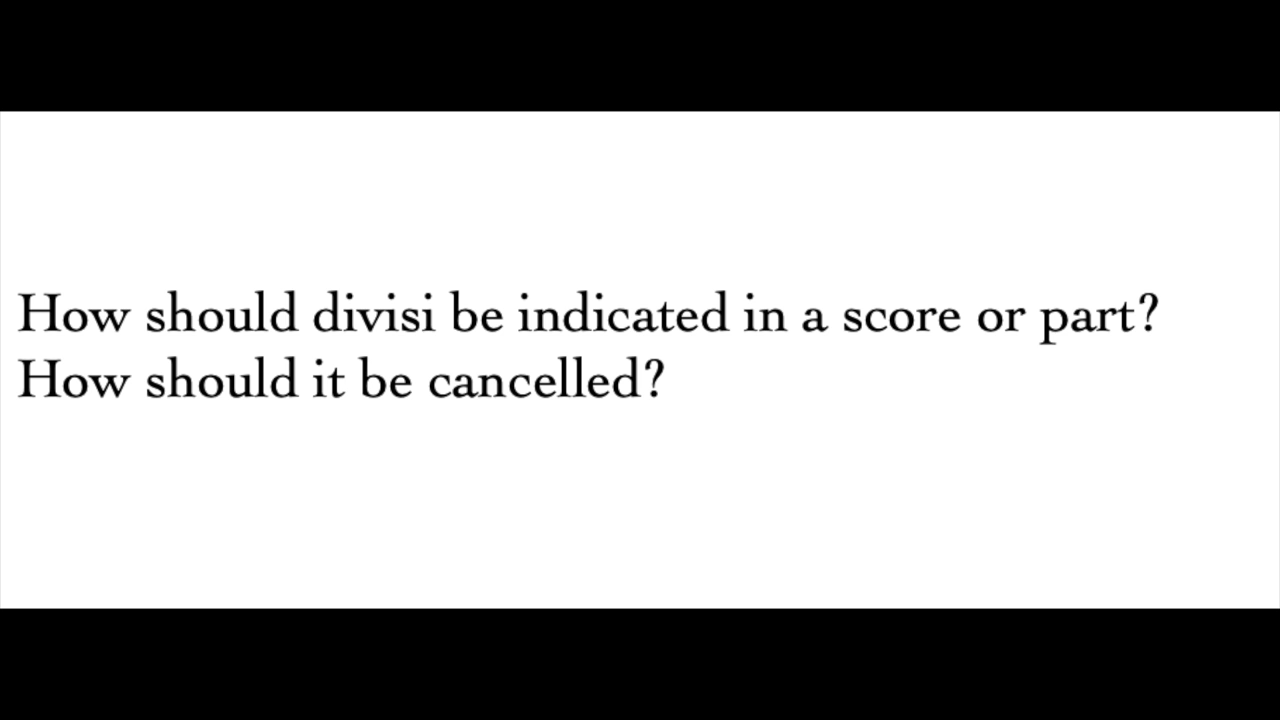 How should divisi be indicated in a score or part?
How should it be cancelled?